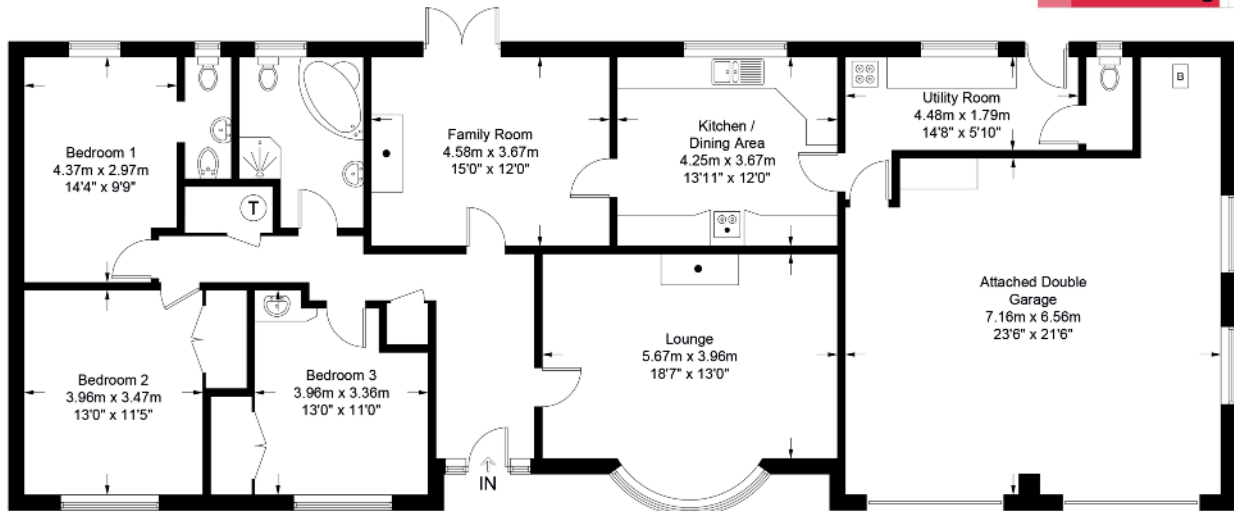 Bedroom 1
4.37m x 2.97m
14'4" x 9'9"
T
Family Room
4.58m x 3.67m
15'0" x 12'0"
Kitchen /
Dining Area
4.25m x 3.67m
13'11" x 12'0"
Utility Room
4.48m x 1.79m
14'8" x 5'10"
B
Bedroom 2
3.96m x 3.47m
13'0" x 11'5"
Bedroom 3
3.96m x 3.36m
13'0" x 11'0"
Lounge
5.67m x 3.96m
18'7" x 13'0"
Attached Double
Garage
7.16m x 6.56m
23'6" x 21'6"
IN